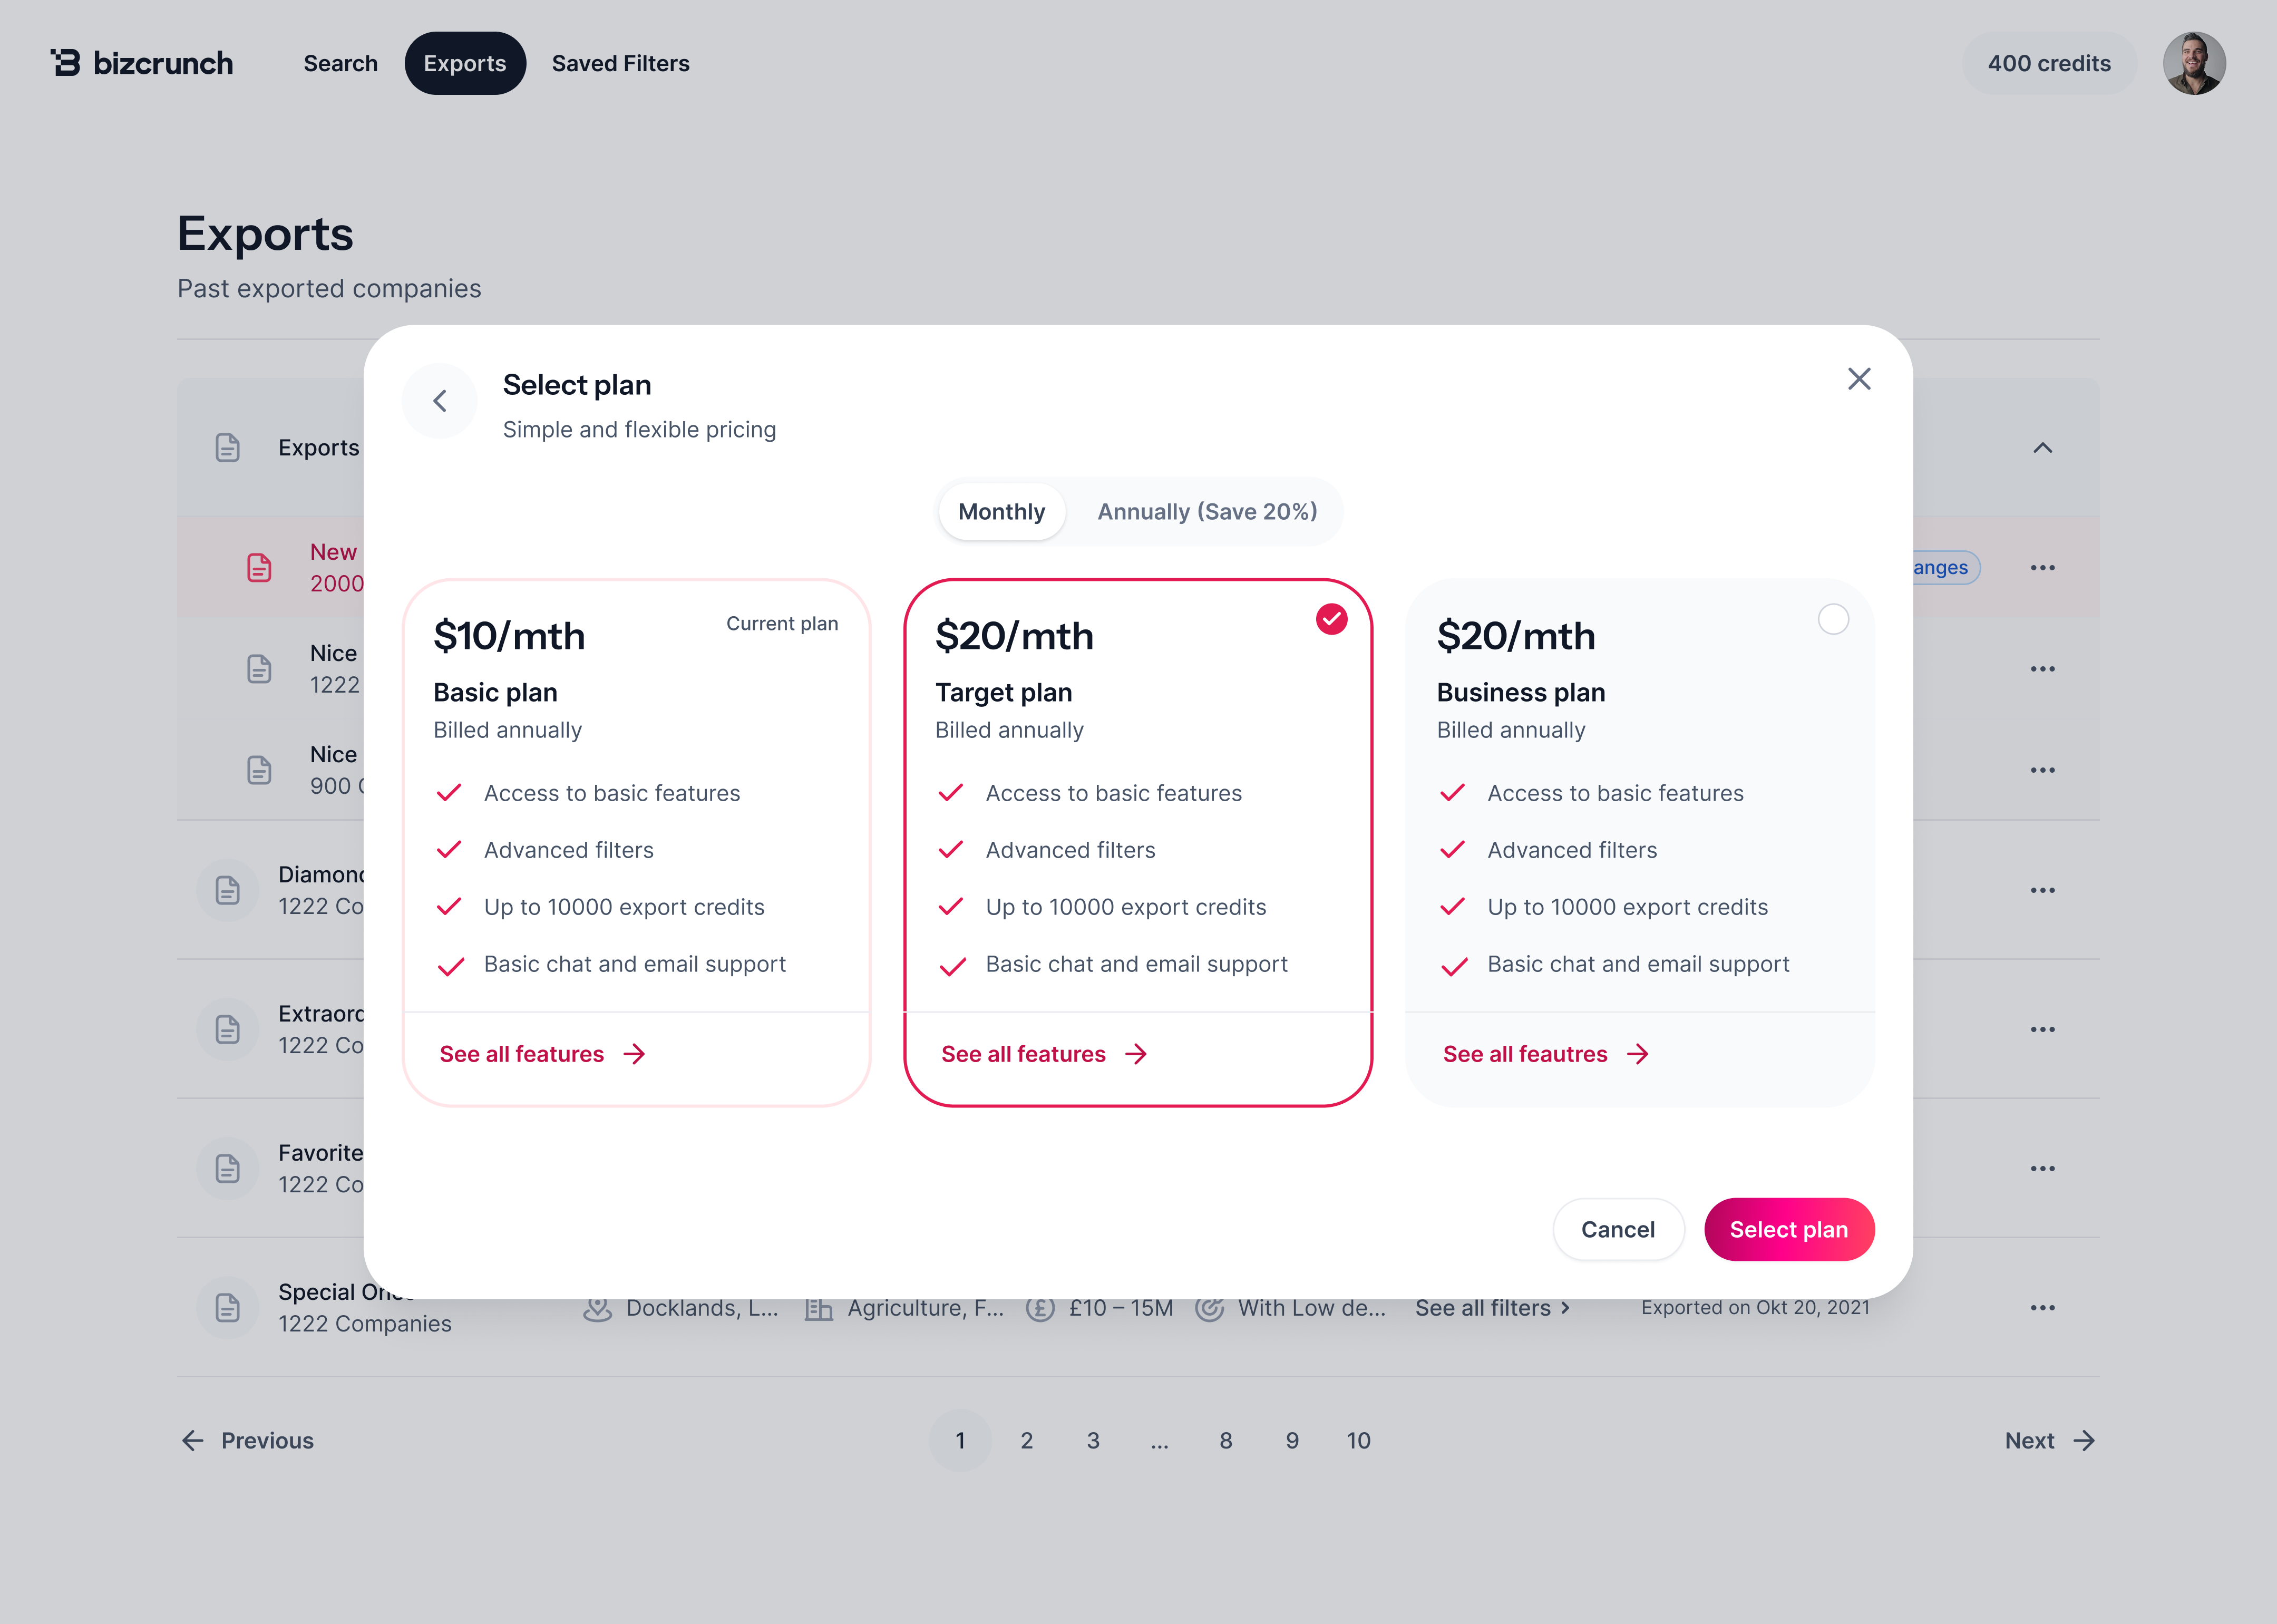 bizcrunch
Search
Exports
Saved Filters
400 credits
Exports
Past exported companies
Exports
New
2000
anges
Nice
1222
Nice
900
Diamond
1222 Co
Extraord
1222 Co
Favorite
1222 Co
Special
1222 Companies
Docklands, L...
Agriculture, F...
£10 – 15M
With Low de...
See all filters
Exported on Okt 20, 2021
Select plan
Simple and flexible pricing
Monthly
Annually (Save 20%)
$10/mth
Current plan
Basic plan
Billed annually
Access to basic features
Advanced filters
Up to 10000 export credits
Basic chat and email support
See all features
$20/mth
Target plan
Billed annually
Access to basic features
Advanced filters
Up to 10000 export credits
Basic chat and email support
See all features
$20/mth
Business plan
Billed annually
Access to basic features
Advanced filters
Up to 10000 export credits
Basic chat and email support
See all feautres
Cancel
Select plan
Previous
1
2
3
...
8
9
10
Next